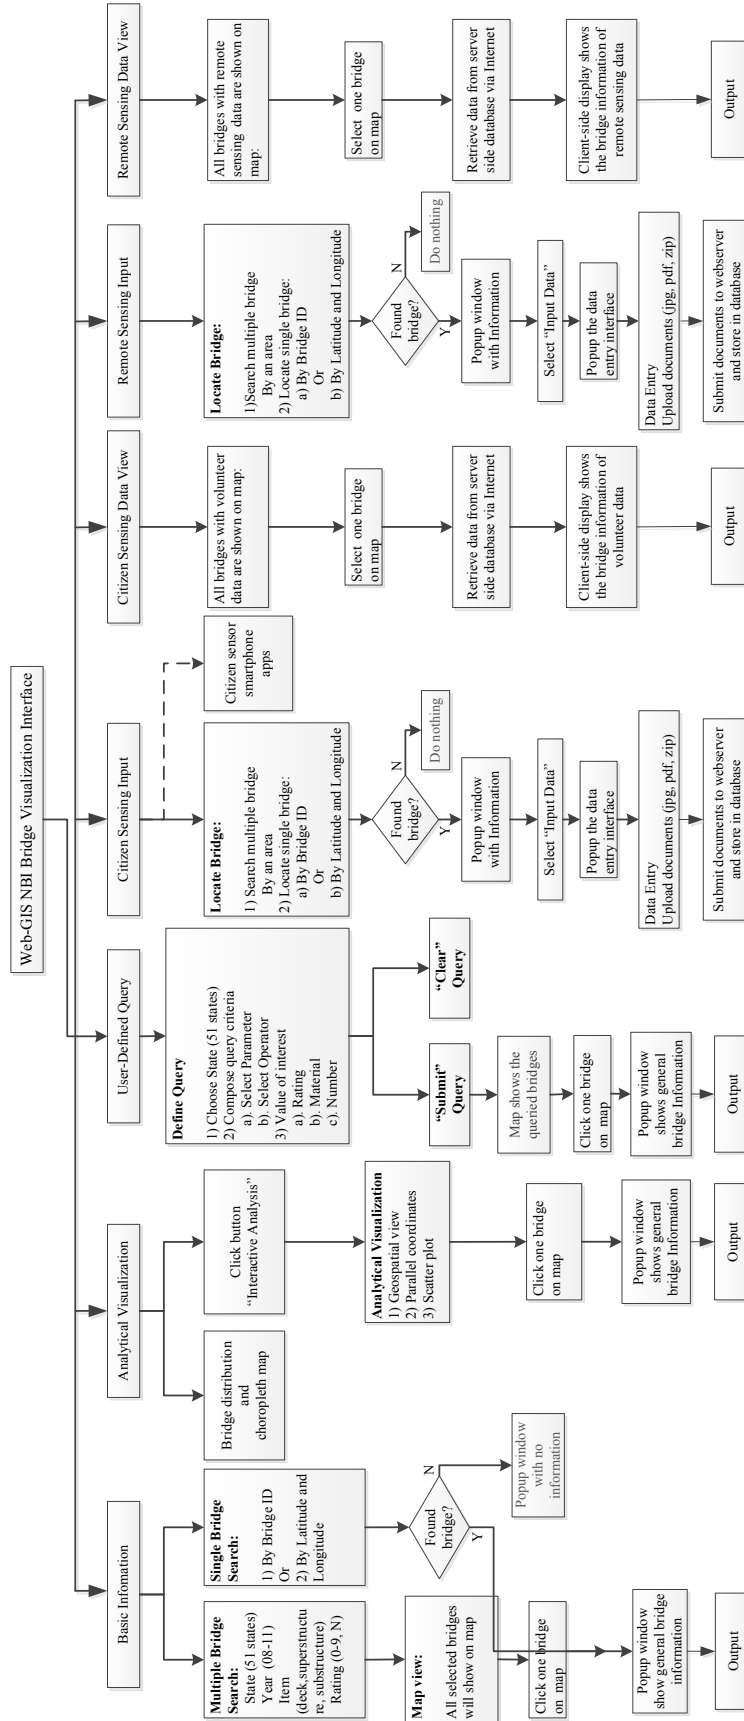 Web-GIS NBI Bridge Visualization Interface
Basic Infomation
Multiple Bridge
Search:
State (51 states)
Year (08-11)
Item
(deck,superstructu
re, substructure)
Rating (0-9, N)
Map view:
All selected bridges
will show on map
Click one bridge
on map
Single Bridge
Search:
1) By Bridge ID
Or
2) By Latitude and
Longitude
Found
bridge?
N
Y
Popup window
with no
information
Popup window
show general bridge
information
Output
Analytical Visualization
Bridge distribution
and
choropleth map
Click button
“Interactive Analysis”
Analytical Visualization
1) Geospatial view
2) Parallel coordinates
3) Scatter plot
Click one bridge
on map
Popup window
shows general
bridge Information
Output
User-Defined Query
Define Query
1) Choose State (51 states)
2) Compose query criteria
a). Select Parameter
b). Select Operator
3) Value of interest
a). Rating
b). Material
c). Number
“Submit”
Query
“Clear”
Query
Map shows the
queried bridges
Click one bridge
on map
Popup window
shows general
bridge Information
Output
Citizen Sensing Input
Locate Bridge:
1) Search multiple bridge
By an area
2) Locate single bridge:
a) By Bridge ID
Or
b) By Latitude and Longitude
Citizen sensor
smartphone
apps
Found
bridge?
N
Y
Do nothing
Popup window
with Information
Select “Input Data”
Popup the data
entry interface
Data Entry
Upload documents (jpg, pdf, zip)
Submit documents to webserver
and store in database
Citizen Sensing Data View
All bridges with volunteer
data are shown on map:
Select one bridge
on map
Retrieve data from server
side database via Internet
Client-side display shows
the bridge information of
volunteer data
Output
Remote Sensing Input
Locate Bridge:
1)Search multiple bridge
By an area
2) Locate single bridge:
a) By Bridge ID
Or
b) By Latitude and Longitude
Found
bridge?
N
Y
Do nothing
Popup window
with Information
Select “Input Data”
Popup the data
entry interface
Data Entry
Upload documents (jpg, pdf, zip)
Submit documents to webserver
and store in database
Remote Sensing Data View
All bridges with remote
sensing data are shown on
map:
Select one bridge
on map
Retrieve data from server
side database via Internet
Client-side display shows
the bridge information of
remote sensing data
Output